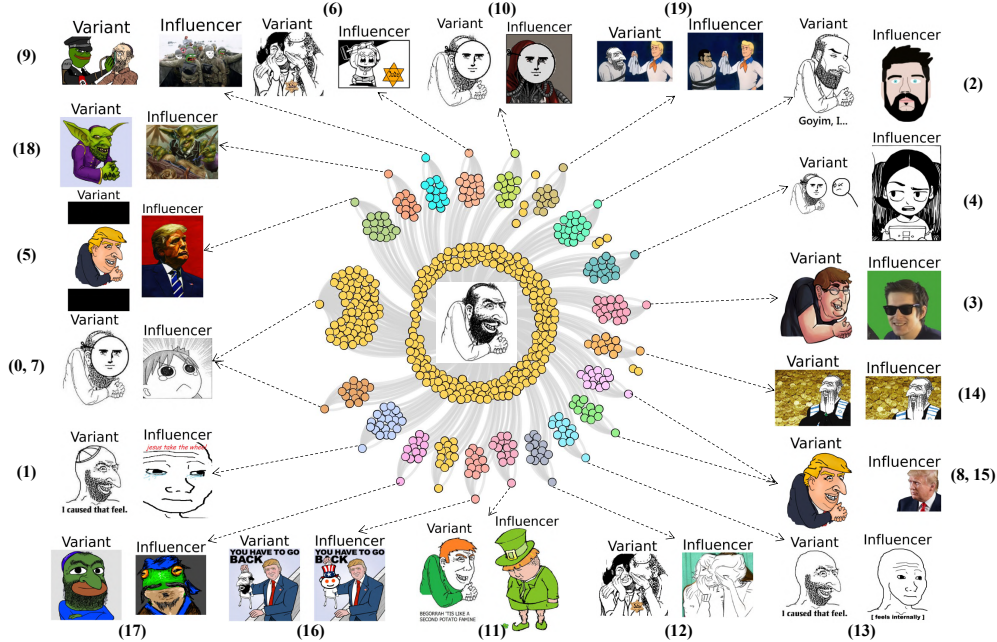 (6)
(10)
(19)
Variant
Influencer
(9)
Variant
Influencer
Variant
Influencer
Variant
Influencer
Variant
Goyim, I...
Influencer
(2)
Variant
Influencer
(18)
Variant
Influencer
(4)
Variant
Influencer
(5)
Variant
Influencer
(3)
Variant
Influencer
(0, 7)
Variant
Influencer
(14)
Variant
I caused that feel.
Influencer
jesus take the wheel
(1)
Variant
Influencer
(8, 15)
Variant
Influencer
(17)
Variant
YOU HAVE TO GO
BACK
Influencer
YOU HAVE TO GO
BACK
(16)
Variant
BEGORRAH 'TIS LIKE A
SECOND POTATO FAMINE
Influencer
(11)
Variant
Influencer
(12)
Variant
I caused that feel.
Influencer
[ feels internally ]
(13)